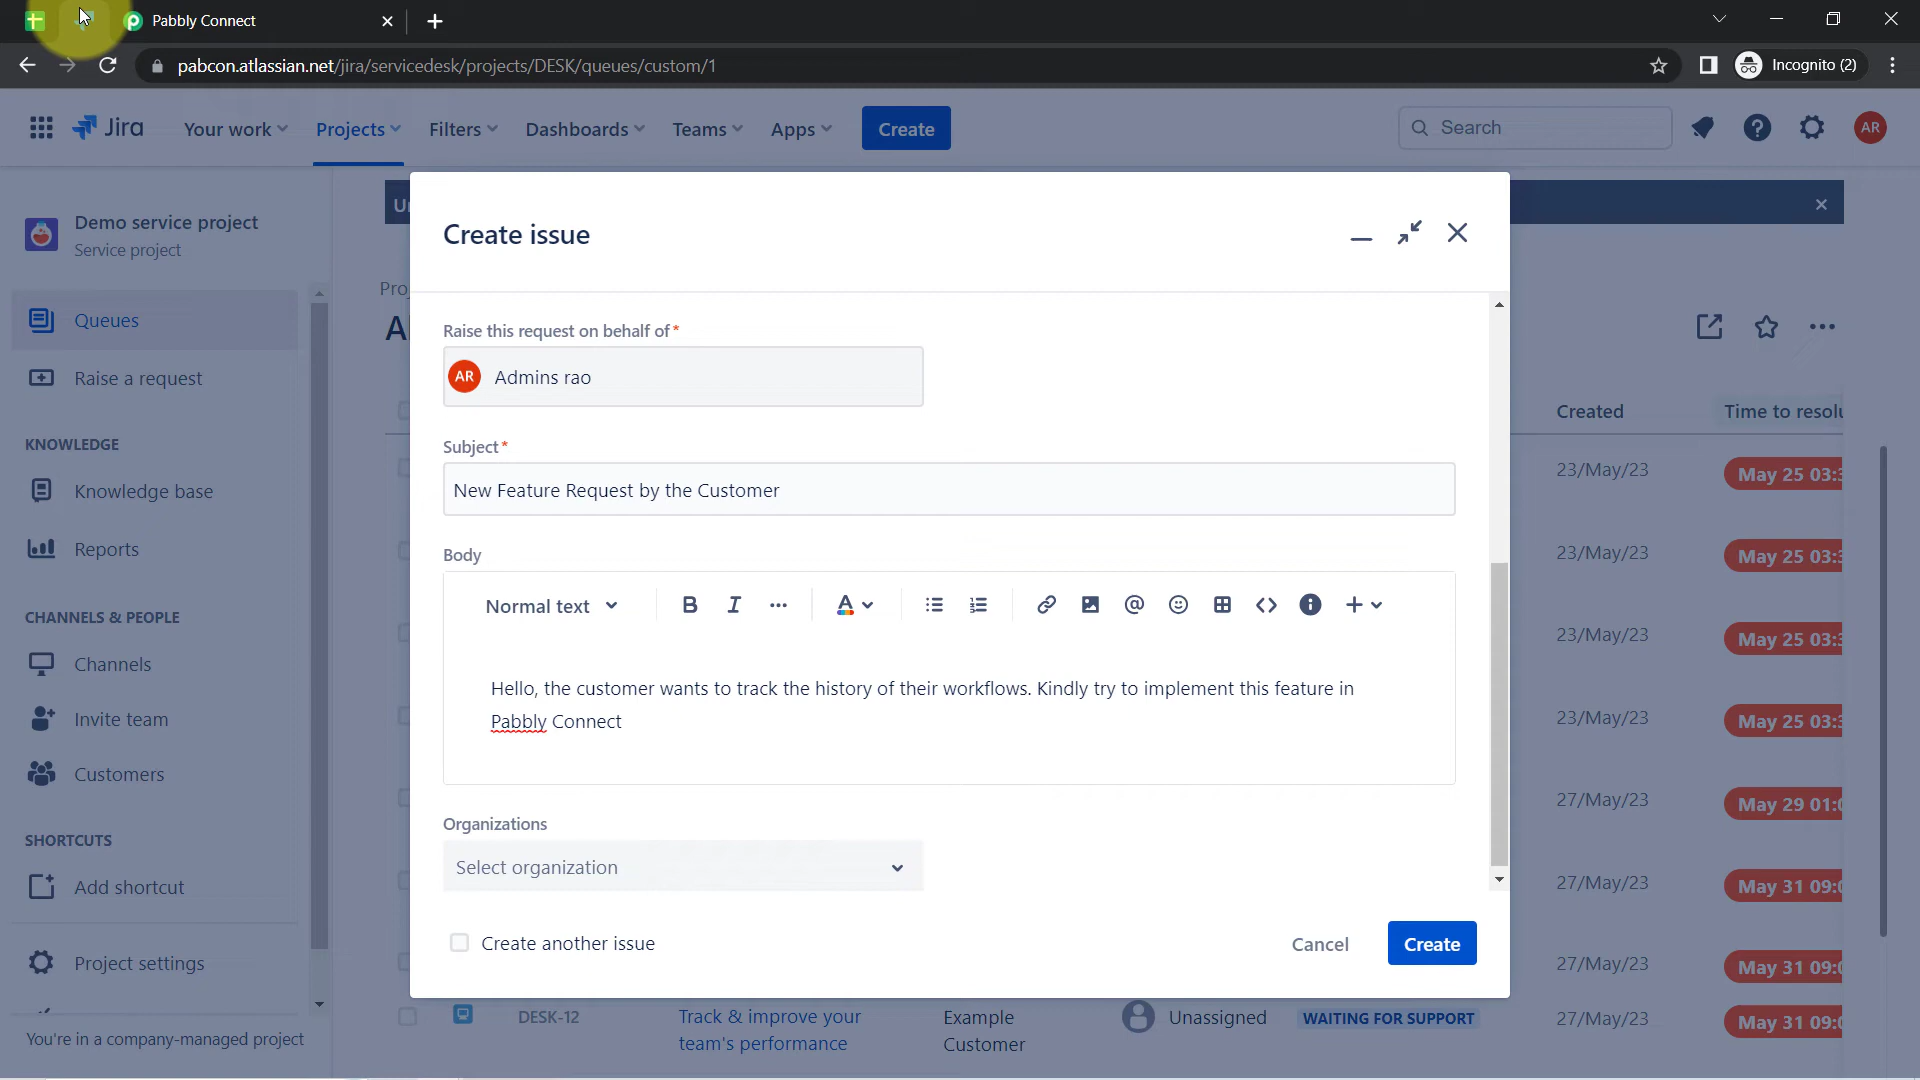 Pabbly Connect
pabcon.atlassian.net/jira/servicedesk/projects/DESK/queues/custom/1
Incognito (2)
Jira
Your work
Projects
Filters
Dashboards
Teams
Apps
Create
Search
AR
Demo service project
Service project
Queues
Raise a request
KNOWLEDGE
Knowledge base
Reports
CHANNELS & PEOPLE
Channels
Invite team
Customers
SHORTCUTS
Add shortcut
Project settings
You're in a company-managed project
Create issue
Raise this request on behalf of*
AR Admins rao
Subject*
New Feature Request by the Customer
Body
Normal text
Hello, the customer wants to track the history of their workflows. Kindly try to implement this feature in
Pabbly Connect
Organizations
Select organization
Create another issue
Cancel
Create
Created
Time to resolu
23/May/23 May 25 03:3
23/May/23 May 25 03:3
23/May/23 May 25 03:3
23/May/23 May 25 03:3
27/May/23 May 29 01:0
27/May/23 May 31 09:0
27/May/23 May 31 09:0
DESK-12
Track & improve your
team's performance
Example
Customer
Unassigned
WAITING FOR SUPPORT
27/May/23
May 31 09:0